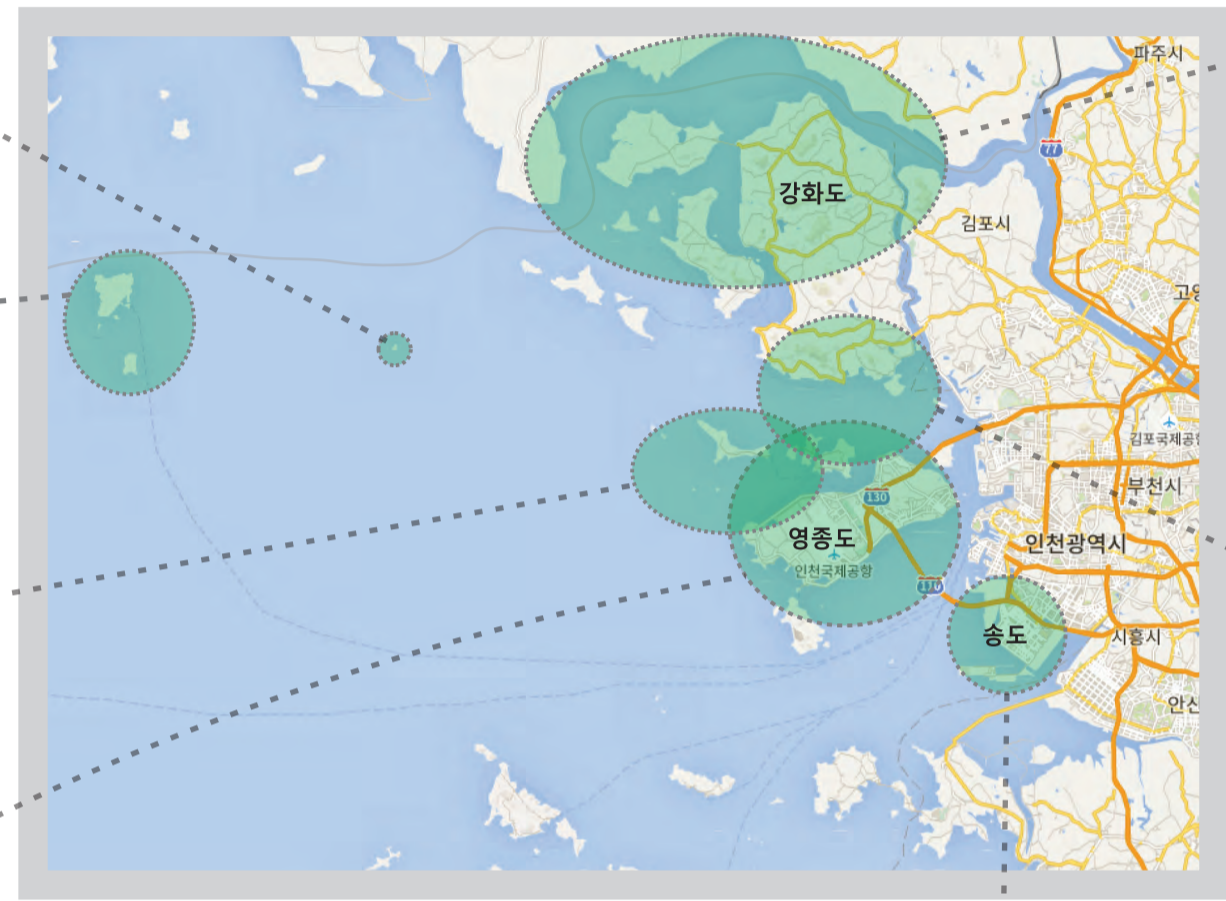 파주시
77
강화도
김포시
고양
김포국제공항
130
부천시
영종도
인천광역시
인천국제공항
110
송도
시흥시
안산